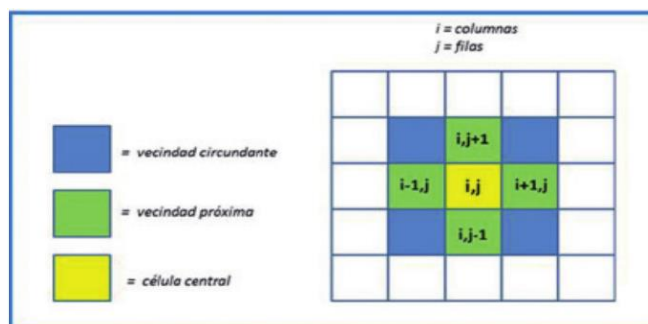 i = columnas
j = filas
= vecindad circundante
= vecindad próxima
= célula central
i,j+1
i-1,j
i,j
i+1,j
i,j-1